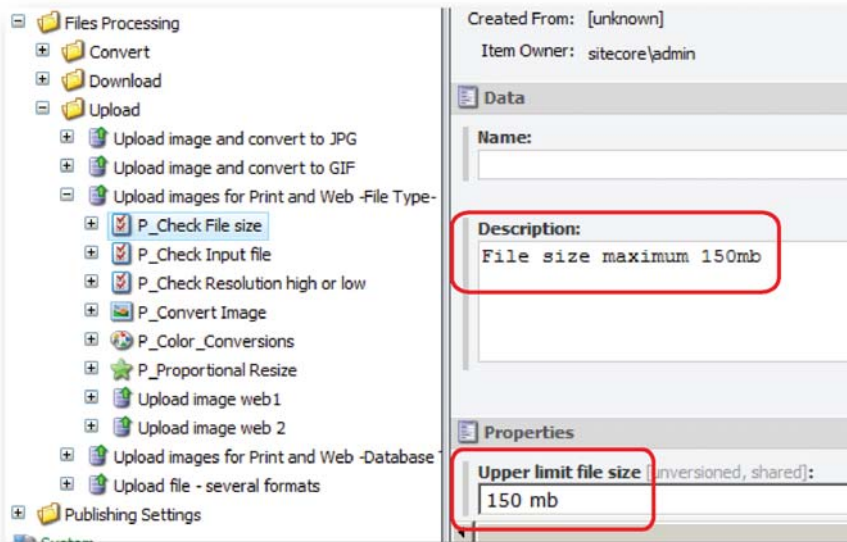 Files Processing
Convert
Download
Upload
Upload image and convert to JPG
Upload image and convert to GIF
Upload images for Print and Web -File Type-
P_Check File size
P_Check Input file
P_Check Resolution high or low
P_Convert Image
P_Color_Conversions
P_Proportional Resize
Upload image web1
Upload image web 2
Upload images for Print and Web -Database
Upload file - several formats
Publishing Settings
System
Created From: [unknown]
Item Owner: sitecore\admin
Data
Name:
Description:
File size maximum 150mb
Properties
Upper limit file size [unversioned, shared]:
150 mb